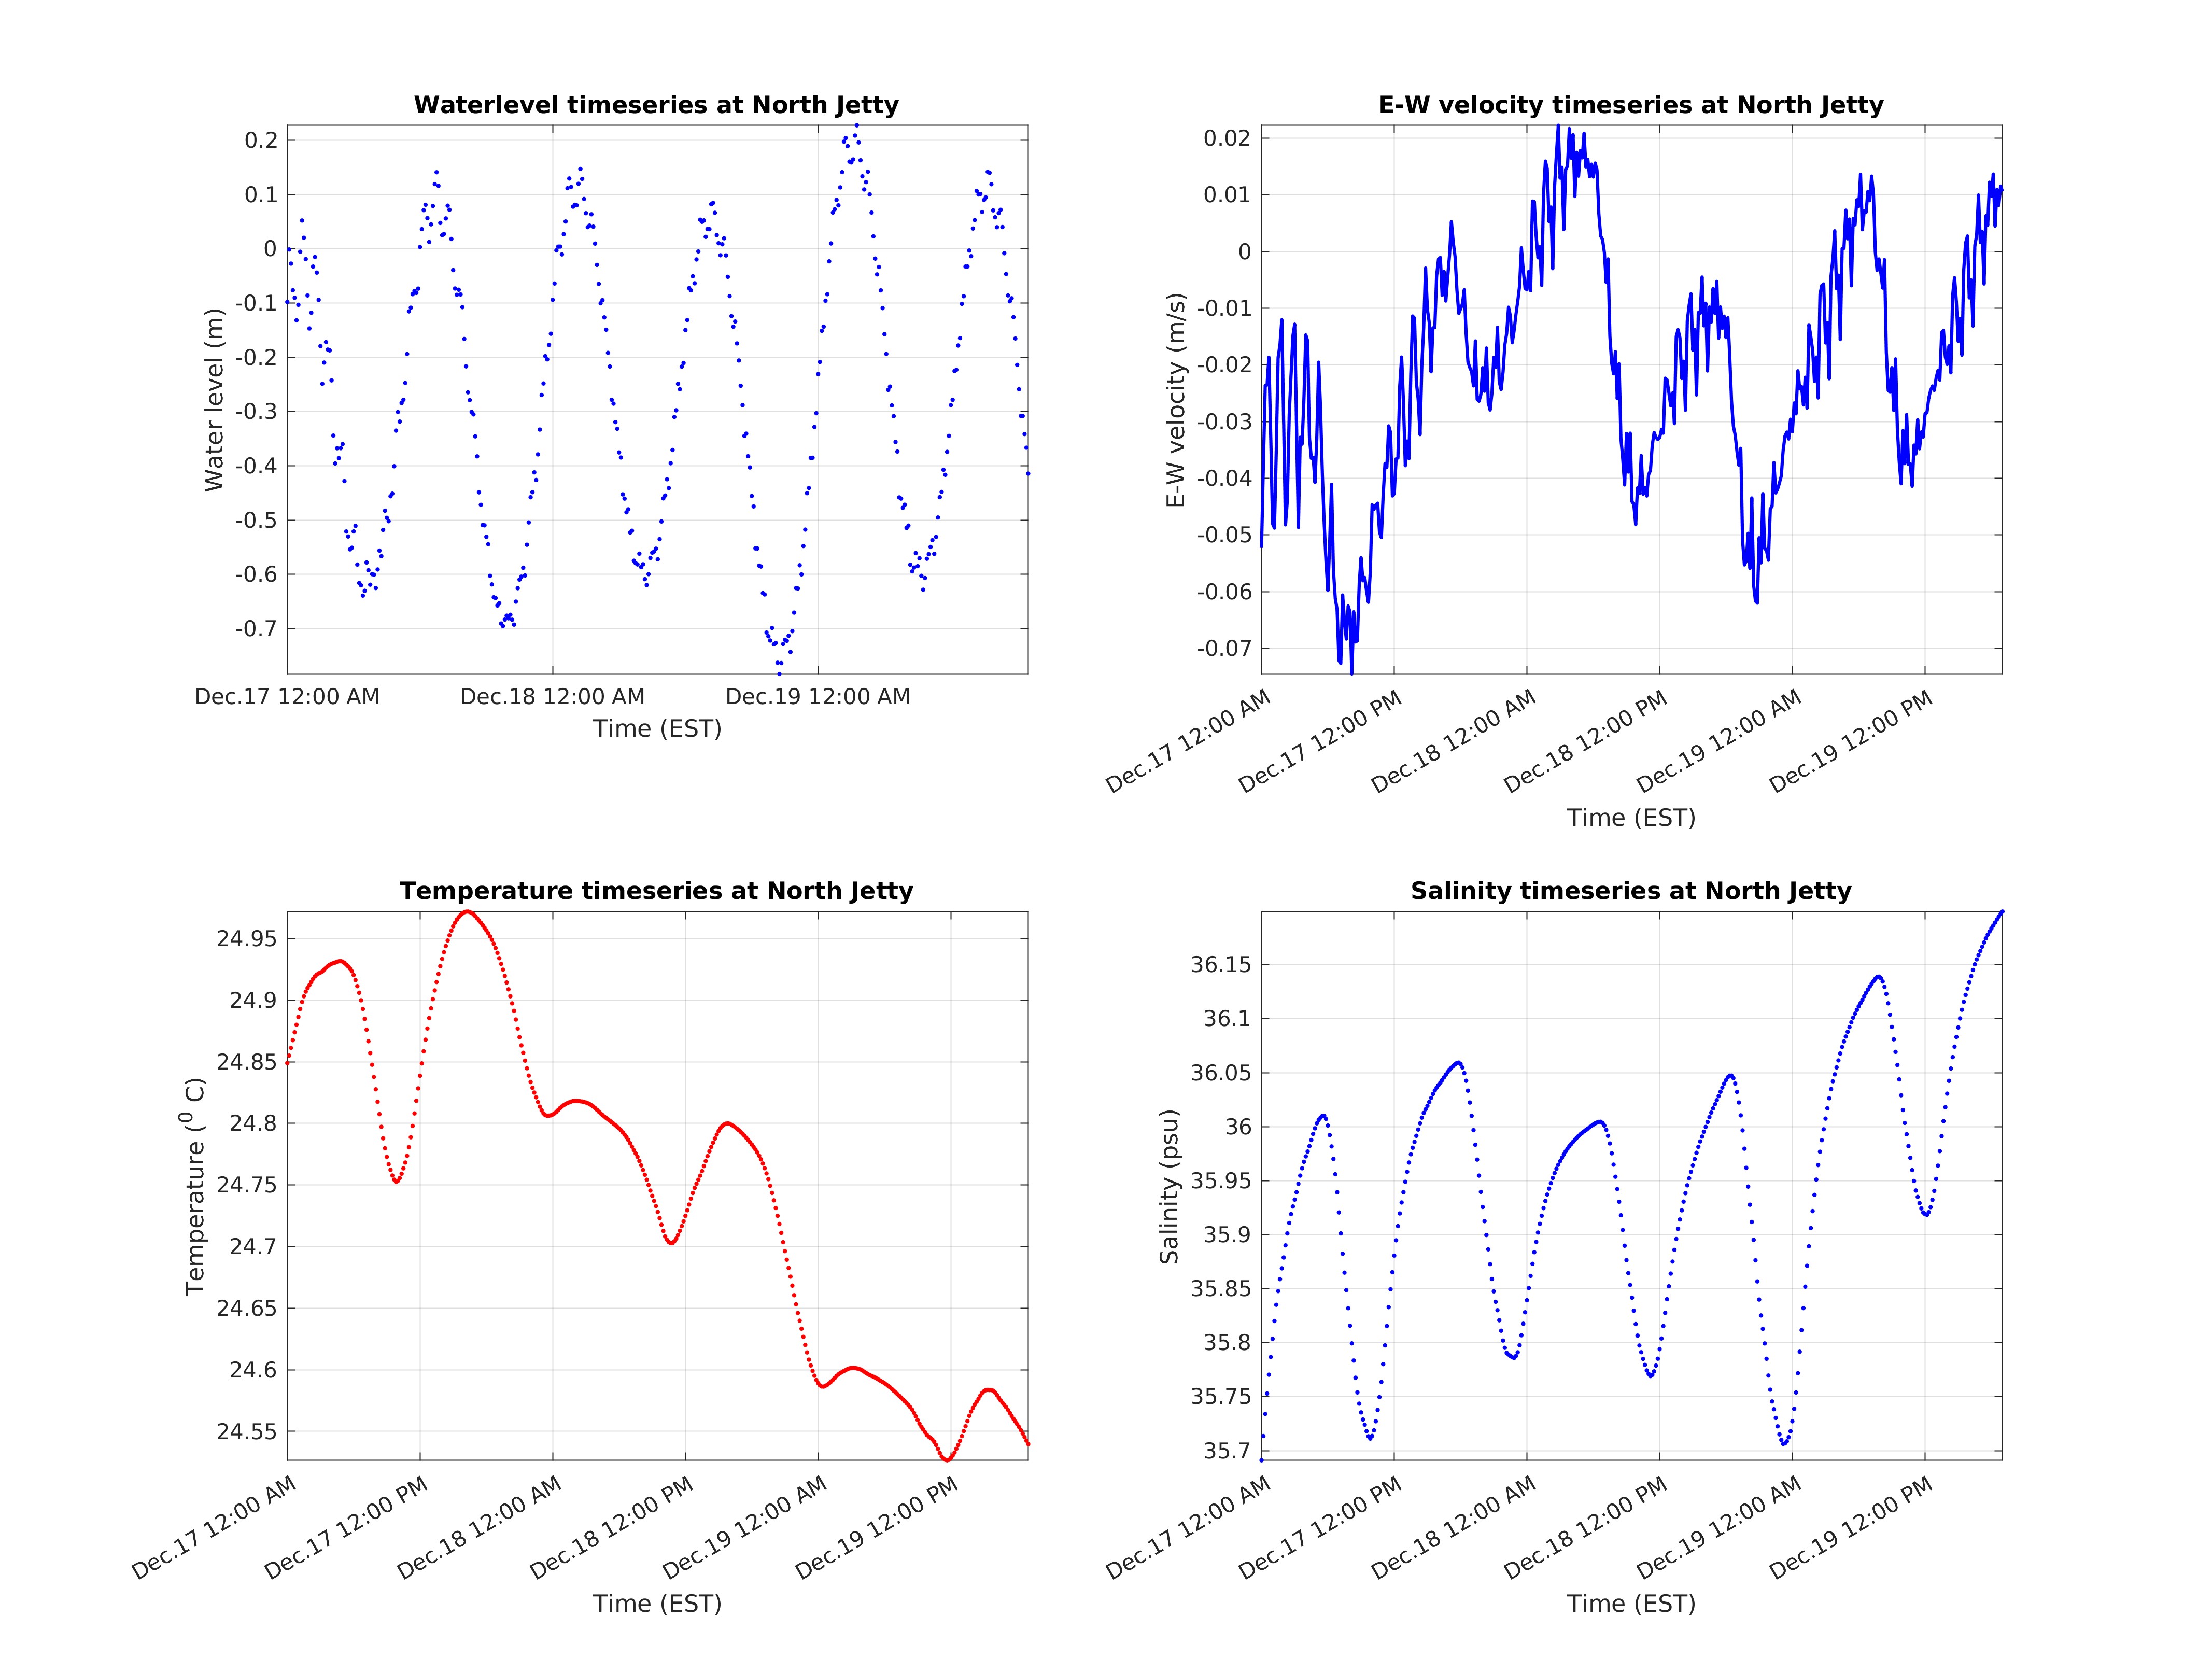 Waterlevel timeseries at North Jetty
0.2
0.1
0
-0.1
-0.2
-0.3
-0.4
-0.5
-0.6
-0.7
Water level (m)
Dec.17 12:00 AM
Dec.18 12:00 AM
Dec.19 12:00 AM
Time (EST)
E-W velocity timeseries at North Jetty
0.02
0.01
0
-0.01
-0.02
-0.03
-0.04
-0.05
-0.06
-0.07
E-W velocity (m/s)
Dec.17 12:00 AM
Dec.17 12:00 PM
Dec.18 12:00 AM
Dec.18 12:00 PM
Dec.19 12:00 AM
Dec.19 12:00 PM
Time (EST)
Temperature timeseries at North Jetty
24.95
24.9
24.85
24.8
24.75
24.7
24.65
24.6
24.55
Temperature (⁰ C)
Dec.17 12:00 AM
Dec.17 12:00 PM
Dec.18 12:00 AM
Dec.18 12:00 PM
Dec.19 12:00 AM
Dec.19 12:00 PM
Time (EST)
Salinity timeseries at North Jetty
36.15
36.1
36.05
36
35.95
35.9
35.85
35.8
35.75
35.7
Salinity (psu)
Dec.17 12:00 AM
Dec.17 12:00 PM
Dec.18 12:00 AM
Dec.18 12:00 PM
Dec.19 12:00 AM
Dec.19 12:00 PM
Time (EST)